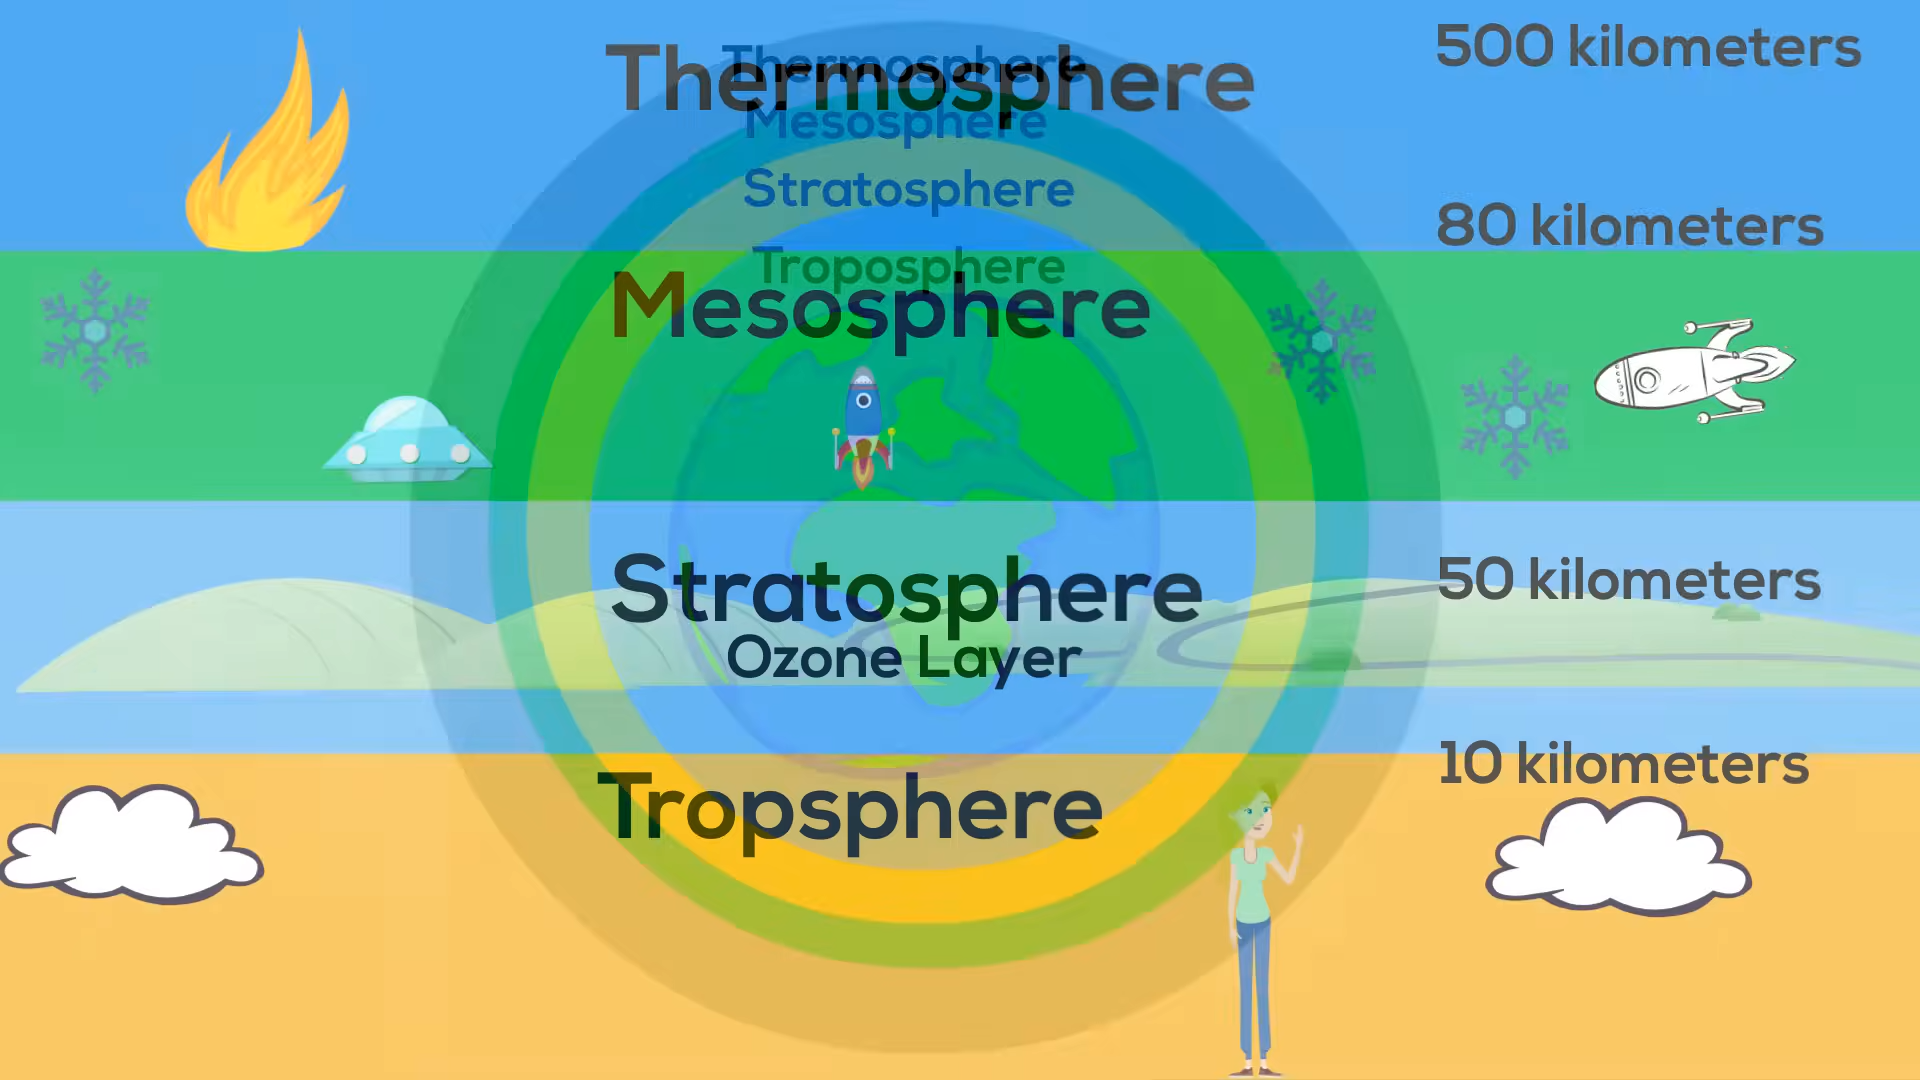 Thermosphere
500 kilometers
Thermosphere
Mesosphere
Stratosphere
80 kilometers
Troposphere
Mesosphere
Stratosphere
50 kilometers
Ozone Layer
10 kilometers
Tropsphere